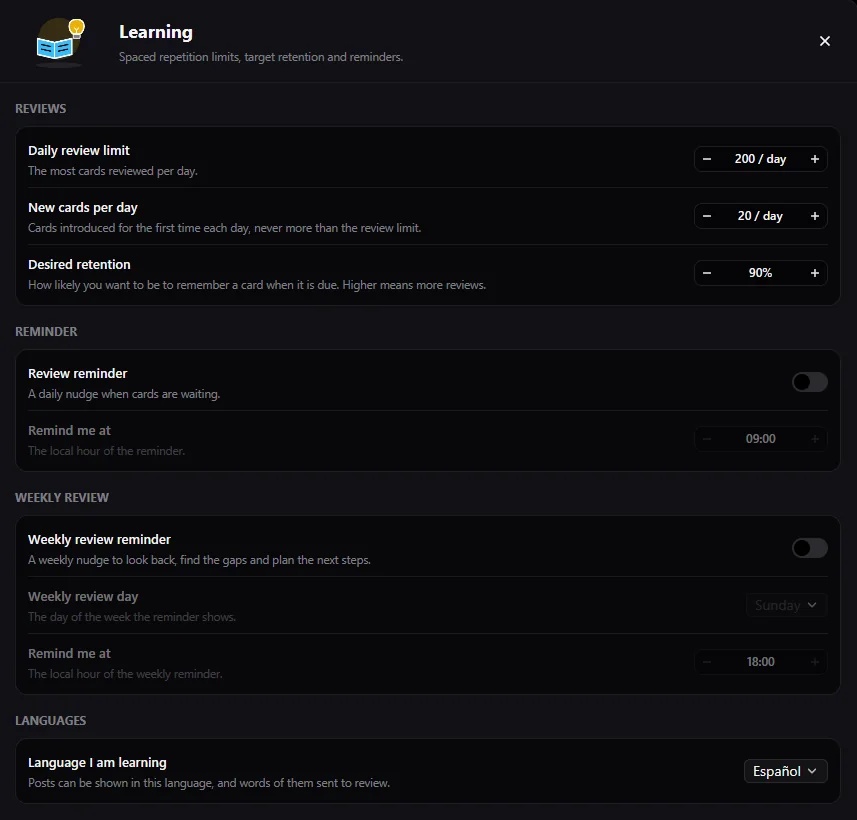 Learning
Spaced repetition limits, target retention and reminders.
REVIEWS
Daily review limit
The most cards reviewed per day.
− 200 / day +
New cards per day
Cards introduced for the first time each day, never more than the review limit.
− 20 / day +
Desired retention
How likely you want to be to remember a card when it is due. Higher means more reviews.
− 90% +
REMINDER
Review reminder
A daily nudge when cards are waiting.
Remind me at
The local hour of the reminder.
− 09:00 +
WEEKLY REVIEW
Weekly review reminder
A weekly nudge to look back, find the gaps and plan the next steps.
Weekly review day
The day of the week the reminder shows.
Sunday
Remind me at
The local hour of the weekly reminder.
− 18:00 +
LANGUAGES
Language I am learning
Posts can be shown in this language, and words of them sent to review.
Español